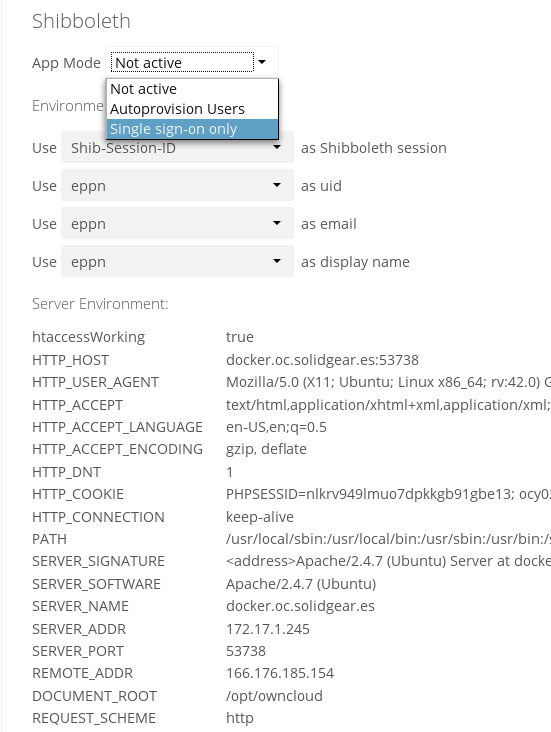 Shibboleth
App Mode Not active
Not active
Environme
Autoprovision Users
Single sign-on only
Use Shib-Session-ID as Shibboleth session
Use eppn as uid
Use eppn as email
Use eppn as display name
Server Environment:
htaccessWorking true
HTTP_HOST docker.oc.solidgear.es:53738
HTTP_USER_AGENT Mozilla/5.0 (X11; Ubuntu; Linux x86_64; rv:42.0) G
HTTP_ACCEPT text/html,application/xhtml+xml,application/xml;
HTTP_ACCEPT_LANGUAGE en-US,en;q=0.5
HTTP_ACCEPT_ENCODING gzip, deflate
HTTP_DNT 1
HTTP_COOKIE PHPSESSID=nlkrv949lmuo7dpkkgb91gbe13; ocy02
HTTP_CONNECTION keep-alive
PATH /usr/local/sbin:/usr/local/bin:/usr/sbin:/usr/bin:/s
SERVER_SIGNATURE <address>Apache/2.4.7 (Ubuntu) Server at docke
SERVER_SOFTWARE Apache/2.4.7 (Ubuntu)
SERVER_NAME docker.oc.solidgear.es
SERVER_ADDR 172.17.1.245
SERVER_PORT 53738
REMOTE_ADDR 166.176.185.154
DOCUMENT_ROOT /opt/owncloud
REQUEST_SCHEME http